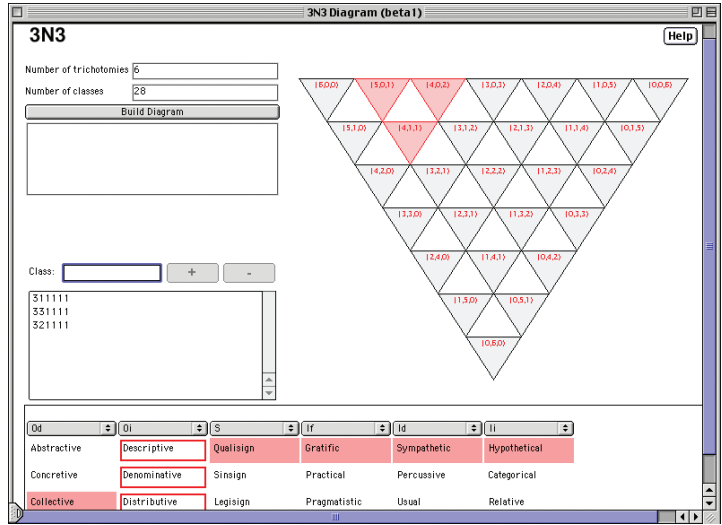 3N3 Diagram (beta1)
3N3
Help
Number of trichotomies 6
Number of classes 28
Build Diagram
(6,0,0) (5,0,1) (4,0,2) (3,0,3) (2,0,4) (1,0,5) (0,0,6)
(5,1,0) (4,1,1) (3,1,2) (2,1,3) (1,1,4) (0,1,5)
(4,2,0) (3,2,1) (2,2,2) (1,2,3) (0,2,4)
(3,3,0) (2,3,1) (1,3,2) (0,3,3)
(2,4,0) (1,4,1) (0,4,2)
(1,5,0) (0,5,1)
(0,6,0)
Class: + -
311111
331111
321111
Od Oi S If Id Ii
Abstractive Descriptive Qualisign Gratific Sympathetic Hypothetical
Concretive Denominative Sinsign Practical Percussive Categorical
Collective Distributive Legisign Pragmatistic Usual Relative